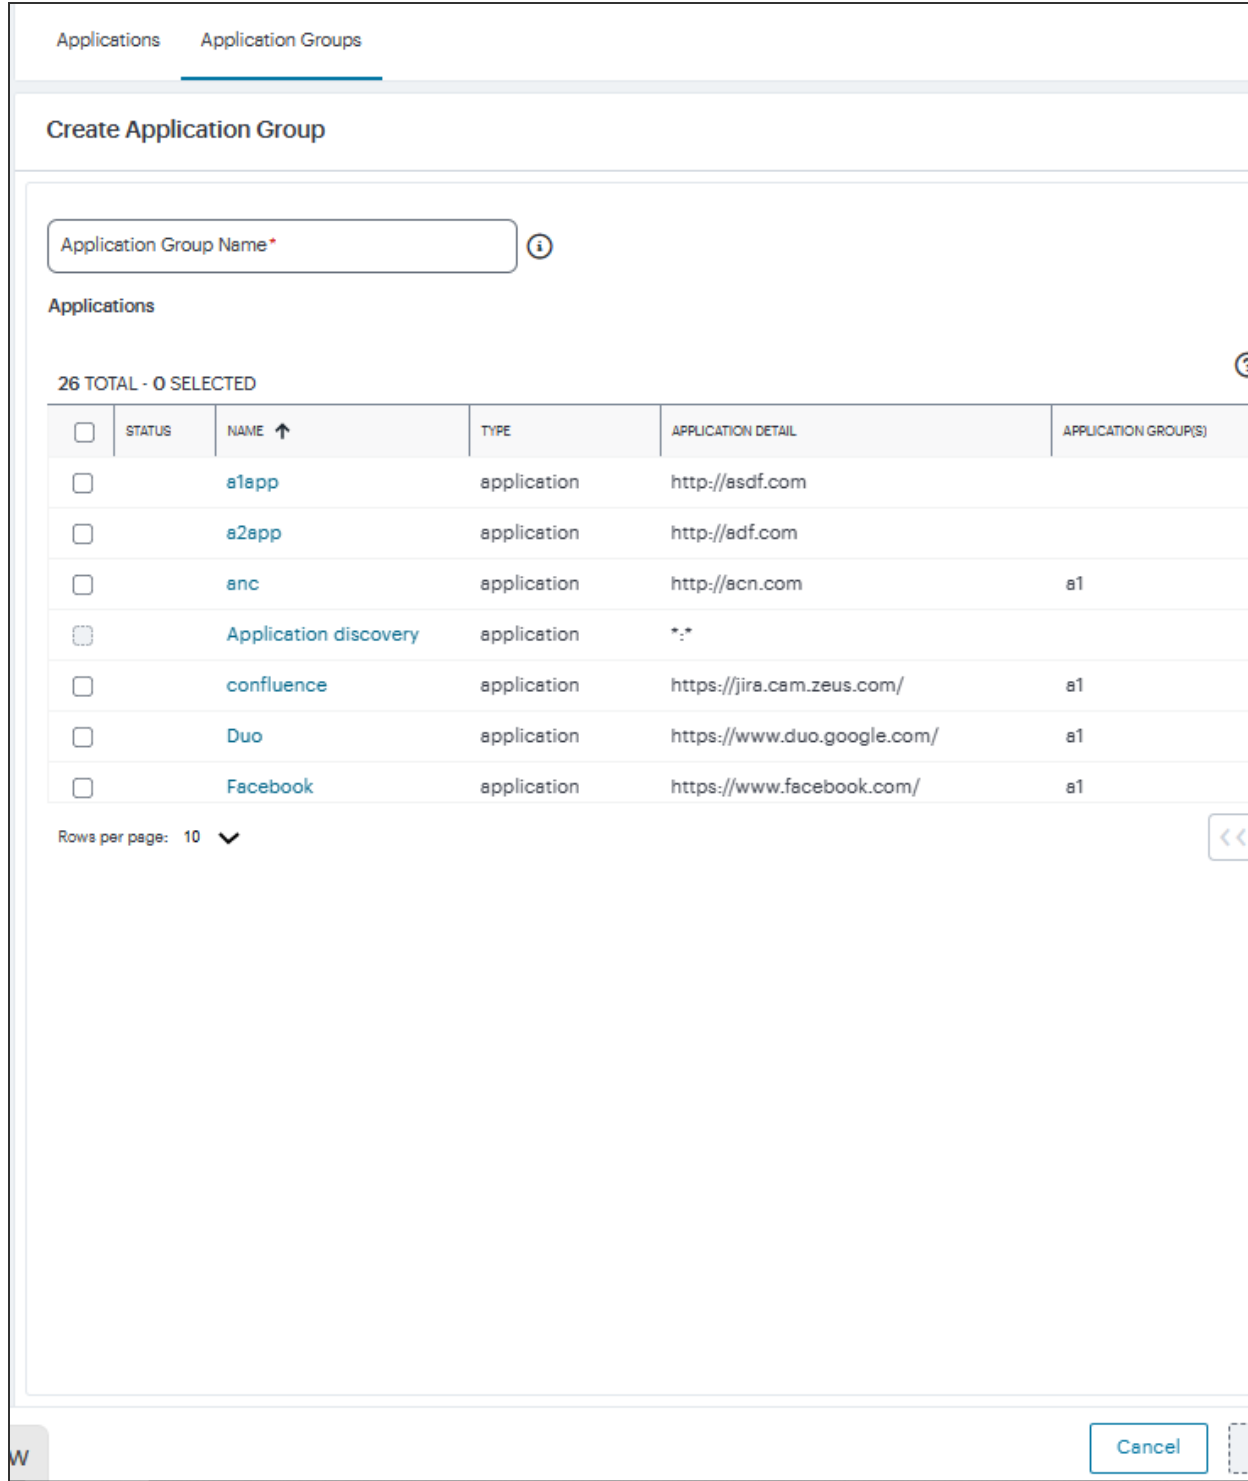 Applications Application Groups
Create Application Group
Application Group Name*
Applications
26 TOTAL - 0 SELECTED
STATUS NAME TYPE APPLICATION DETAIL APPLICATION GROUP(S)
a1app application http://asdf.com
a2app application http://adf.com
anc application http://acn.com a1
Application discovery application *:*
confluence application https://jira.cam.zeus.com/ a1
Duo application https://www.duo.google.com/ a1
Facebook application https://www.facebook.com/ a1
Rows per page: 10
w Cancel